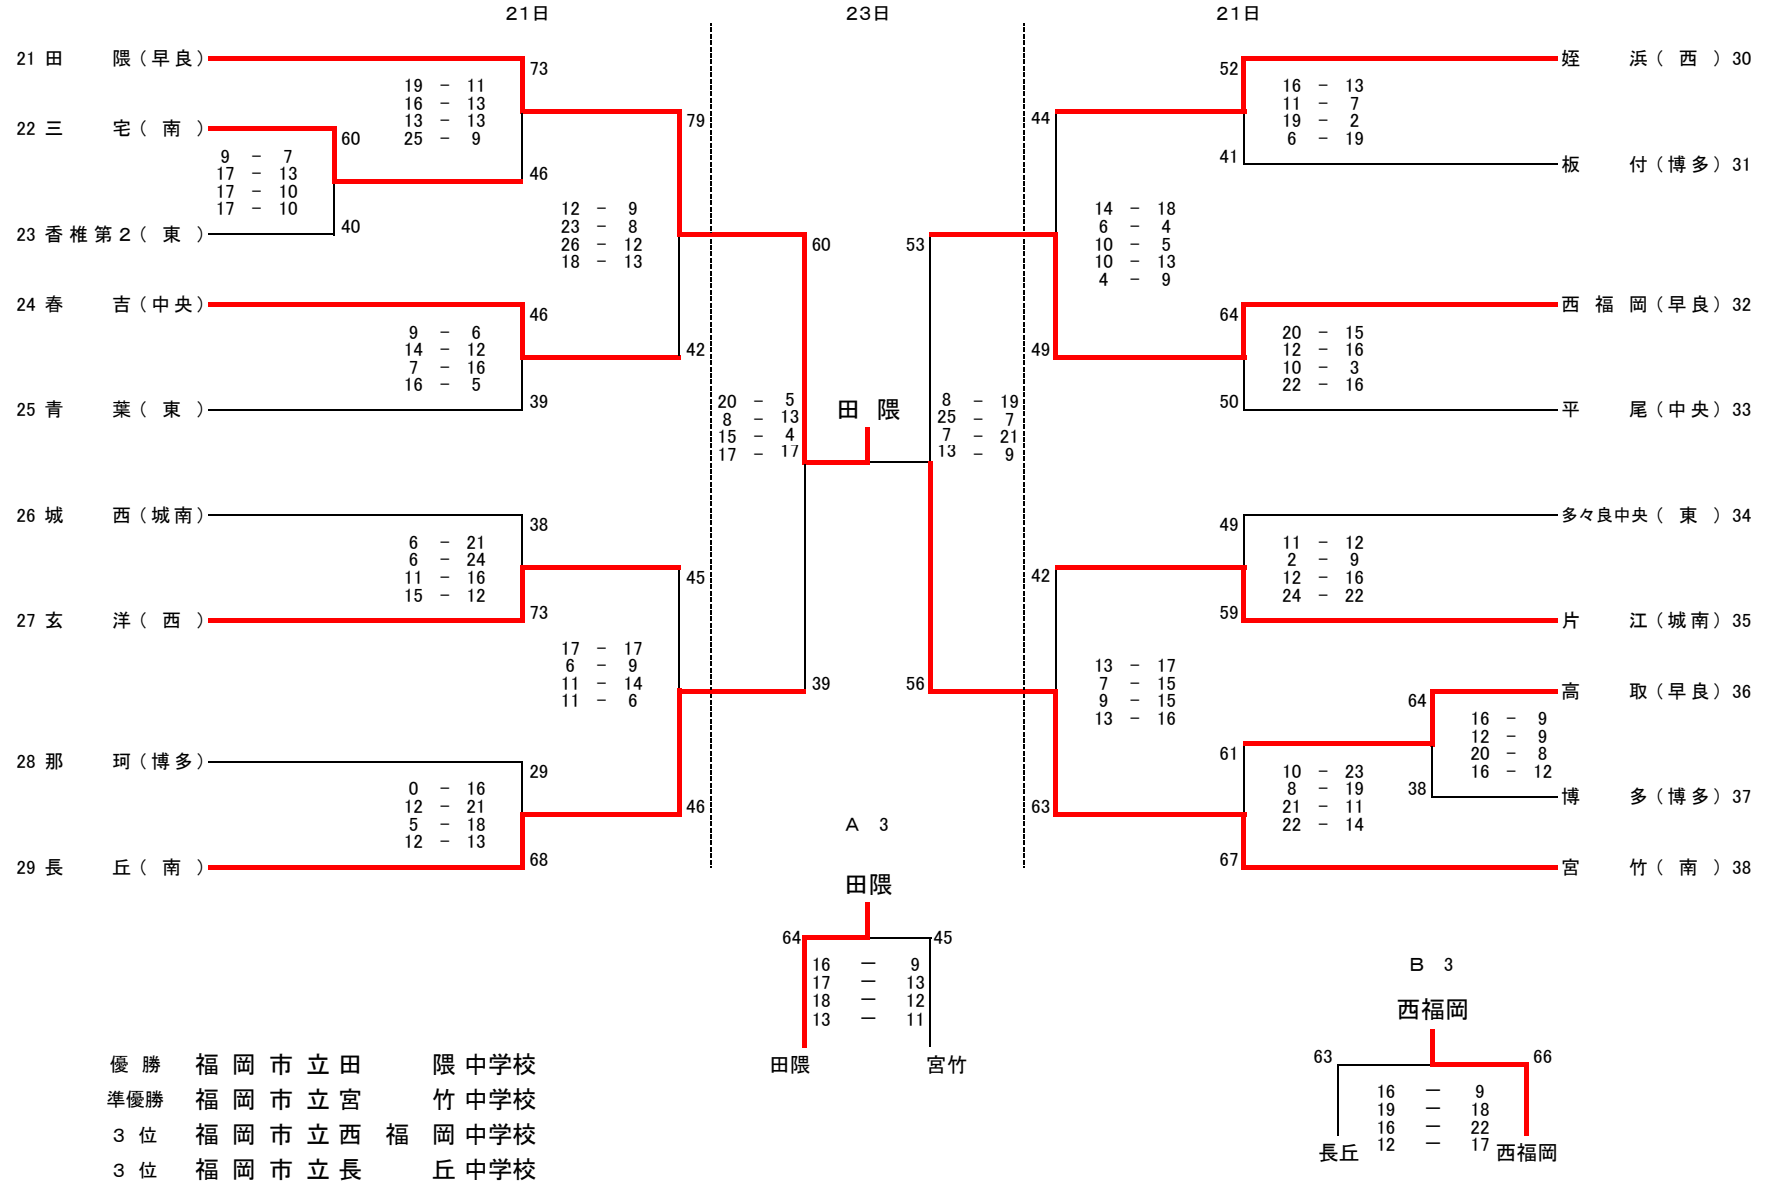 21日 23日 21日
21 田 隈（早良）
73
19 － 11
16 － 13
13 － 13
25 － 9
22 三 宅（ 南 ）
60
46
9 － 7
17 － 13
17 － 10
17 － 10
23 香椎第２（ 東 ）
40
79
12 － 9
23 － 8
26 － 12
18 － 13
24 春 吉（中央）
46
42
9 － 6
14 － 12
7 － 16
16 － 5
25 青 葉（ 東 ）
39
60
20 － 5
8 － 13
15 － 4
17 － 17
26 城 西（城南）
38
6 － 21
6 － 24
11 － 16
15 － 12
27 玄 洋（ 西 ）
73
45
17 － 17
6 － 9
11 － 14
11 － 6
39
28 那 珂（博多）
29
0 － 16
12 － 21
5 － 18
12 － 13
46
29 長 丘（ 南 ）
68
田 隈
姪 浜（ 西 ）30
52
16 － 13
11 － 7
19 － 2
6 － 19
41
板 付（博多）31
44
14 － 18
6 － 4
10 － 5
10 － 13
4 － 9
53
西 福 岡（早良）32
64
49
20 － 15
12 － 16
10 － 3
22 － 16
50
平 尾（中央）33
8 － 19
25 － 7
7 － 21
13 － 9
多々良中央（ 東 ）34
49
11 － 12
2 － 9
12 － 16
24 － 22
42
59
片 江（城南）35
13 － 17
7 － 15
9 － 15
13 － 16
56
高 取（早良）36
64
16 － 9
12 － 9
20 － 8
16 － 12
61
38
博 多（博多）37
10 － 23
8 － 19
21 － 11
22 － 14
63
67
宮 竹（ 南 ）38
Ａ 3
田隈
64 45
16 － 9
17 － 13
18 － 12
13 － 11
田隈 宮竹
Ｂ 3
西福岡
63 66
16 － 9
19 － 18
16 － 22
12 － 17
長丘 西福岡
優 勝 福岡市立田 隈中学校
準優勝 福岡市立宮 竹中学校
３ 位 福岡市立西 福 岡中学校
３ 位 福岡市立長 丘中学校